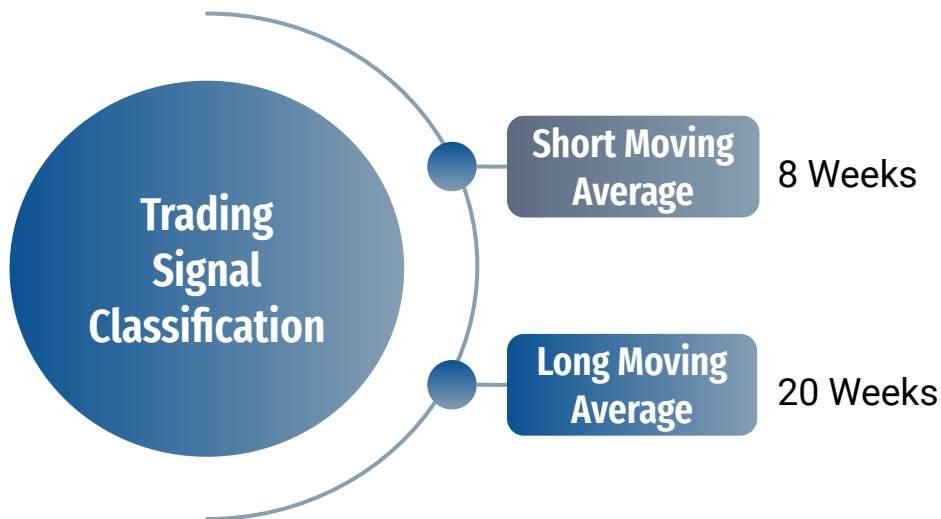 Trading
Signal
Classification
Short Moving
Average
8 Weeks
Long Moving
Average
20 Weeks